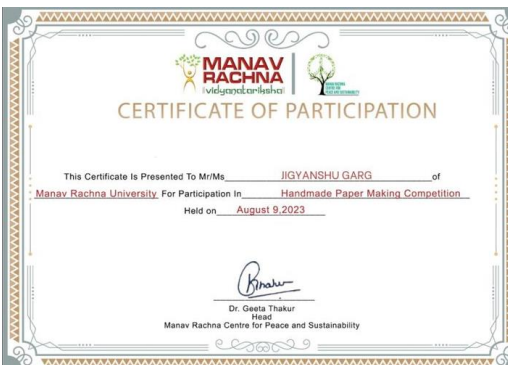 MANAV
RACHNA
vidyanatariksha
CERTIFICATE OF PARTICIPATION
This Certificate Is Presented To Mr/Ms JIGYANSHU GARG of
Manav Rachna University For Participation In Handmade Paper Making Competition
Held on August 9,2023
Dr. Geeta Thakur
Head
Manav Rachna Centre for Peace and Sustainability